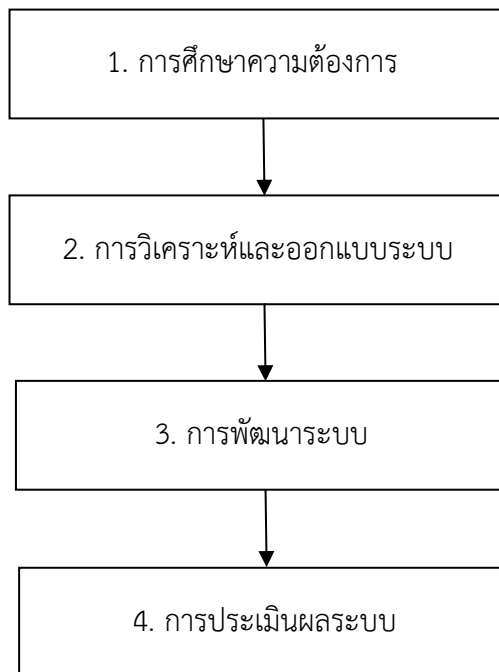 1. การศึกษาความต้องการ
2. การวิเคราะห์และออกแบบระบบ
3. การพัฒนาระบบ
4. การประเมินผลระบบ